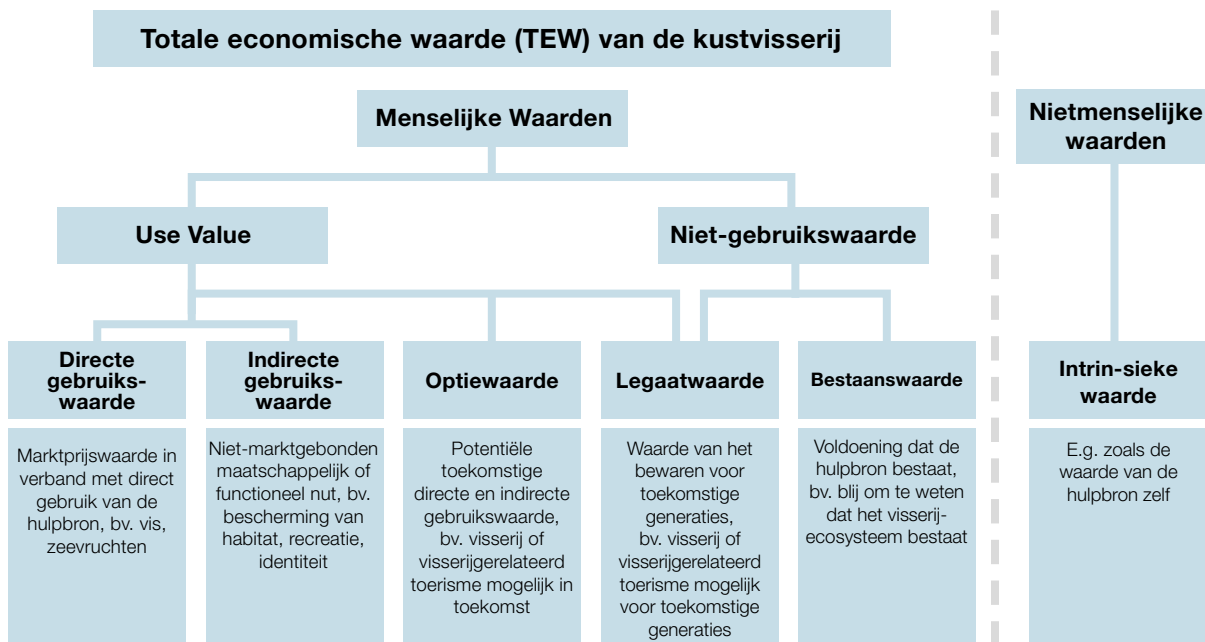 Totale economische waarde (TEW) van de kustvisserij
Menselijke Waarden
Nietmenselijke
waarden
Use Value
Niet-gebruikswaarde
Directe
gebruiks-
waarde
Marktprijswaarde in
verband met direct
gebruik van de
hulpbron, bv. vis,
zeevruchten
Indirecte
gebruiks-
waarde
Niet-marktgebonden
maatschappelijk of
functioneel nut, bv.
bescherming van
habitat, recreatie,
identiteit
Optiewaarde
Potentiële
toekomstige
directe en indirecte
gebruikswaarde,
bv. visserij of
visserijgerelateerd
toerisme mogelijk in
toekomst
Legaatwaarde
Waarde van het
bewaren voor
toekomstige
generaties,
bv. visserij of
visserijgerelateerd
toerisme mogelijk
voor toekomstige
generaties
Bestaanswaarde
Voldoening dat de
hulpbron bestaat,
bv. blij om te weten
dat het visserij-
ecosysteem bestaat
Intrin-sieke
waarde
E.g. zoals de
waarde van de
hulpbron zelf